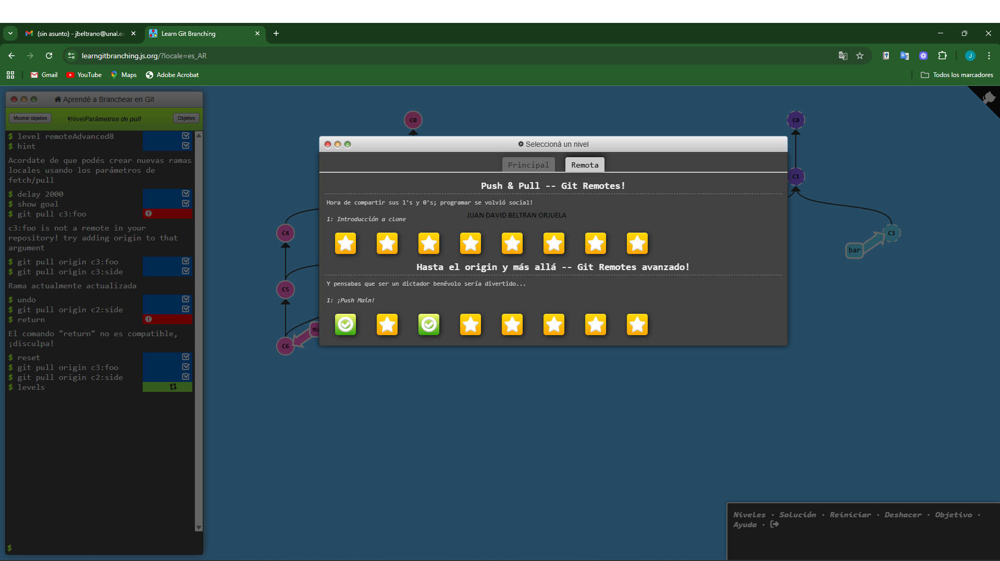 (sin asunto) - jbeltrano@unal.ec
Learn Git Branching
learngitbranching.js.org/?locale=es_AR
J
Gmail
YouTube
Maps
Adobe Acrobat
Todos los marcadores
Aprendé a Branchear en Git
Mostrar objetivo
Nivel Parámetros de pull
Objetivo
$ level remoteAdvanced8
$ hint
Acordate de que podés crear nuevas ramas
locales usando los parámetros de
fetch/pull
$ delay 2000
$ show goal
$ git pull c3:foo
c3:foo is not a remote in your
repository! try adding origin to that
argument
$ git pull origin c3:foo
$ git pull origin c3:side
Rama actualmente actualizada
$ undo
$ git pull origin c2:side
$ return
El comando "return" no es compatible,
¡disculpa!
$ reset
$ git pull origin c3:foo
$ git pull origin c2:side
$ levels
$
C0
C4
C5
ma
C6
Seleccioná un nivel
Principal
Remota
Push & Pull -- Git Remotes!
Hora de compartir sus 1's y 0's; programar se volvió social!
JUAN DAVID BELTRAN ORJUELA
1: Introducción a clone
Hasta el origin y más allá -- Git Remotes avanzado!
Y pensabas que ser un dictador benévolo sería divertido...
1: ¡Push Main!
C0
C1
C3
bar
Niveles · Solución · Reiniciar · Deshacer · Objetivo ·
Ayuda ·